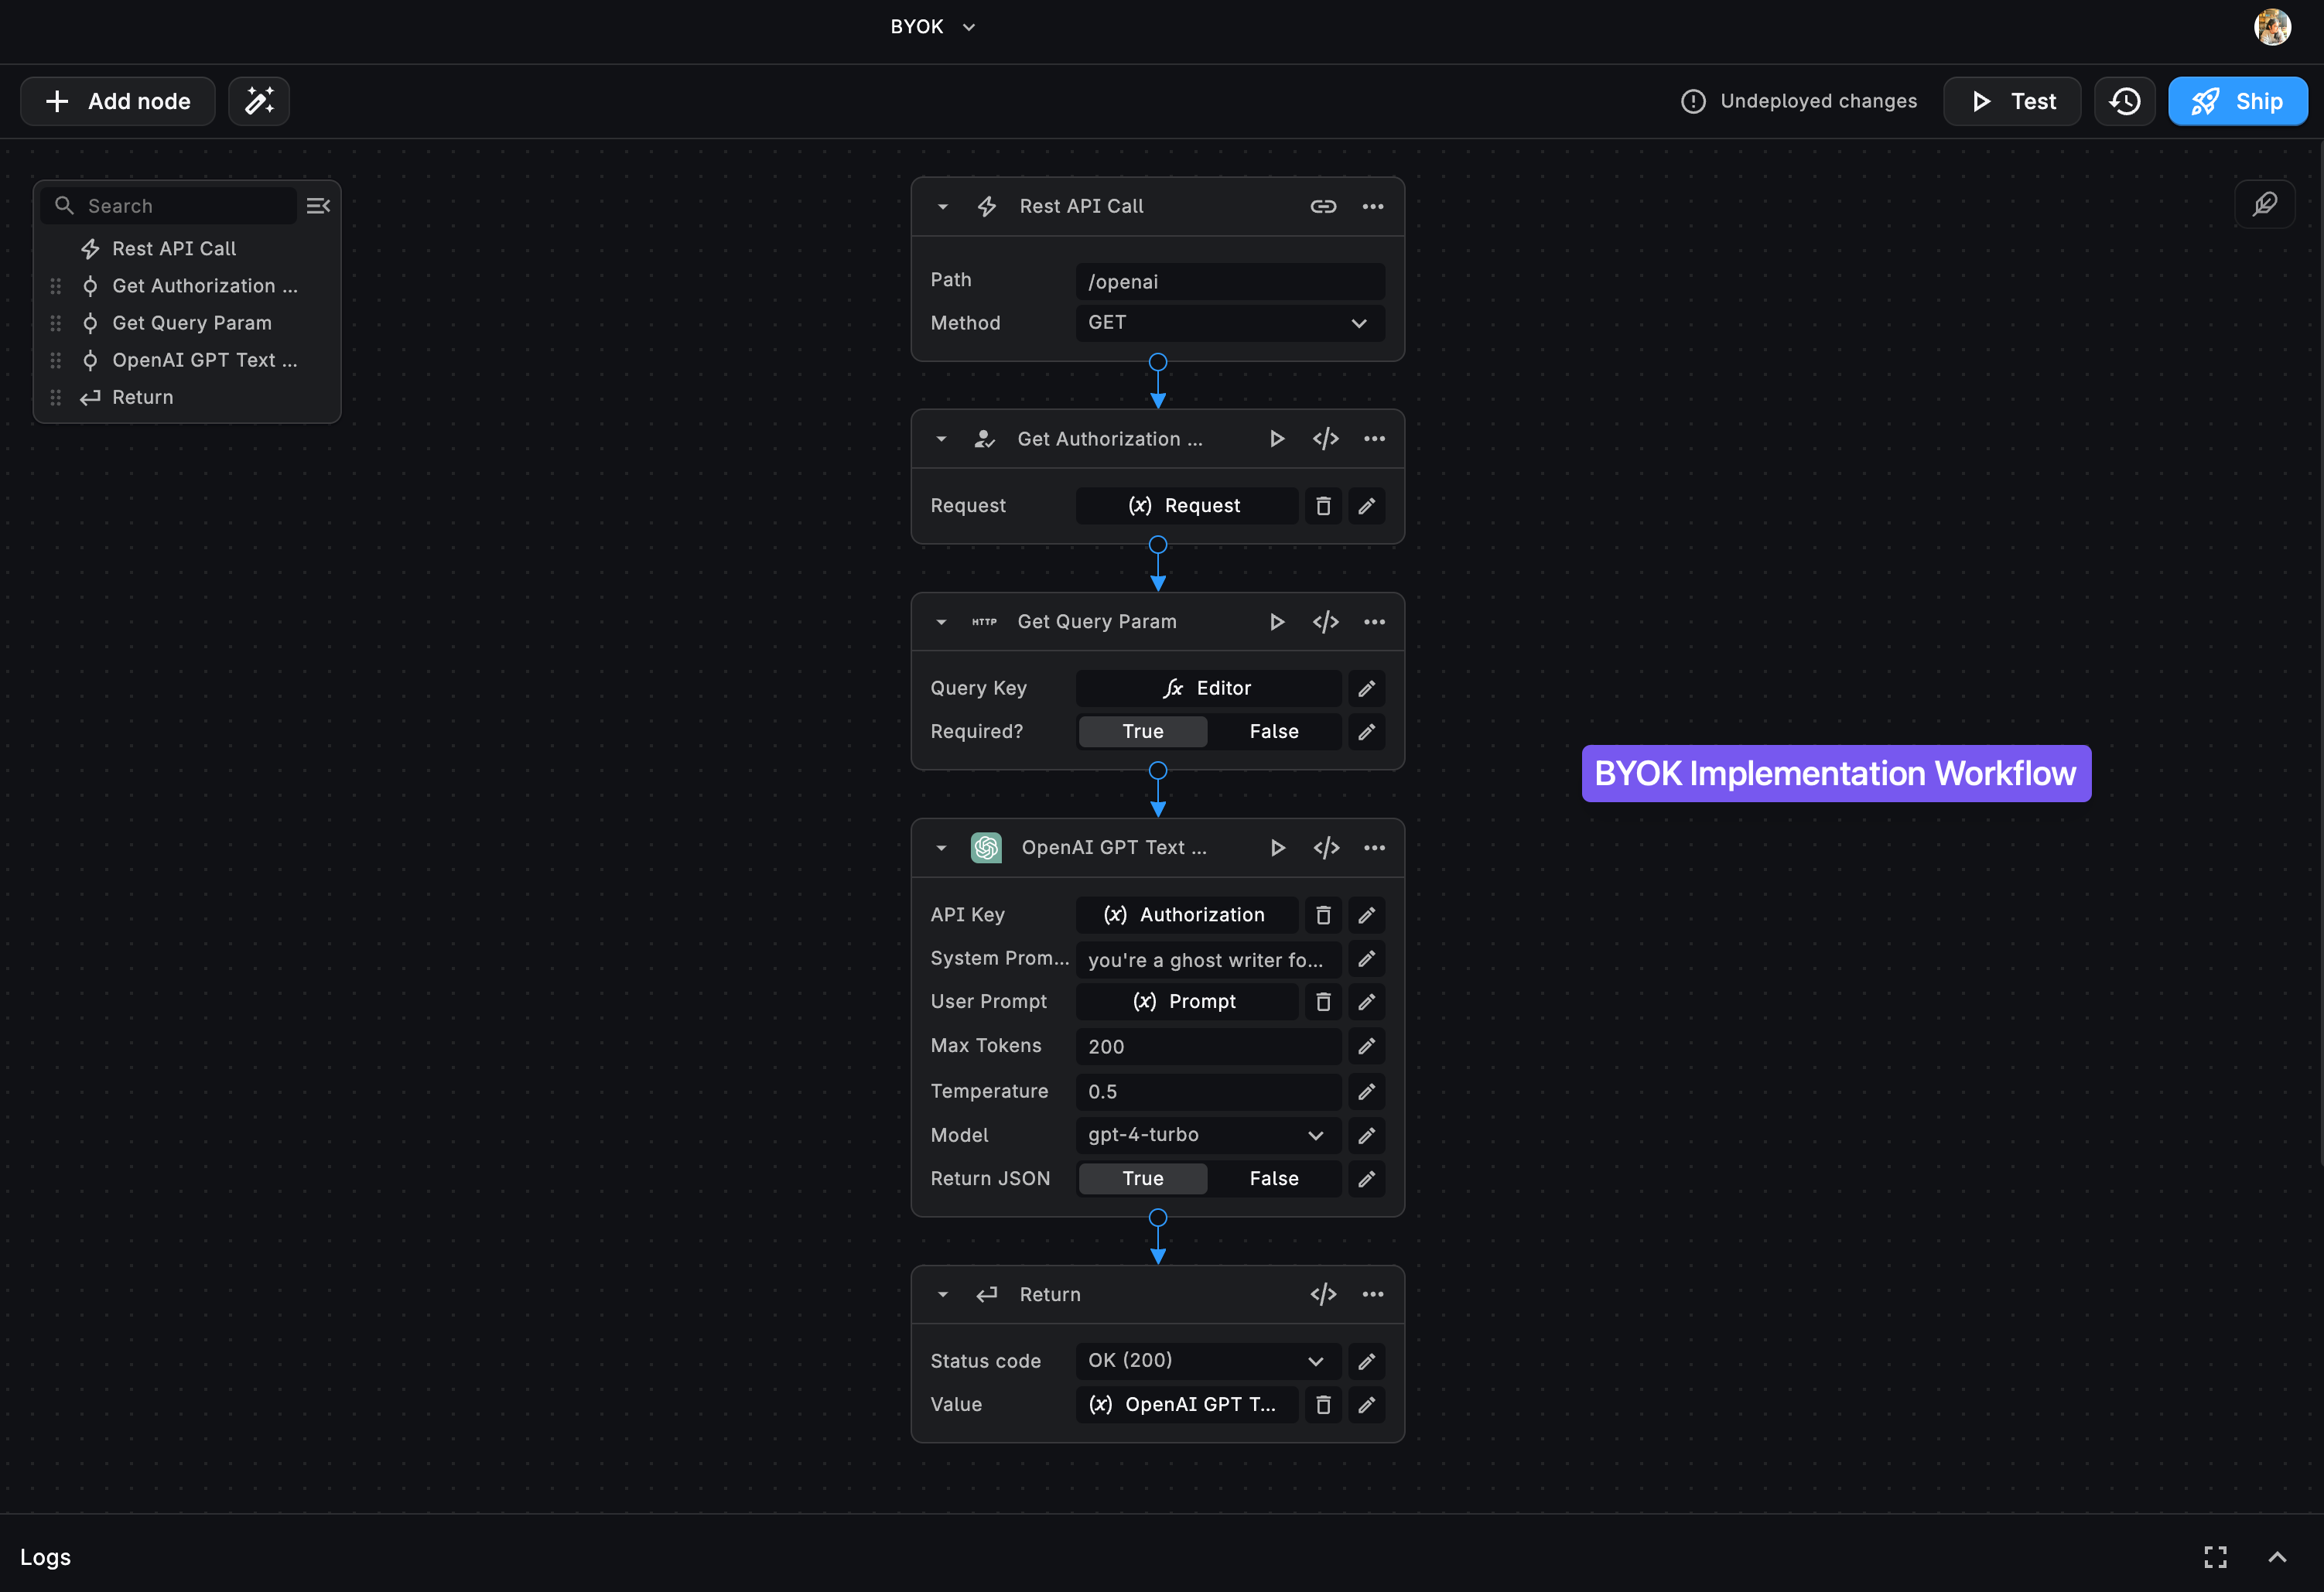 BYOK
Add node
Undeployed changes
Test
Ship
Search
Rest API Call
Get Authorization ...
Get Query Param
OpenAI GPT Text ...
Return
Rest API Call
Path
/openai
Method
GET
Get Authorization ...
Request
(x) Request
HTTP
Get Query Param
Query Key
fx Editor
Required?
True
False
OpenAI GPT Text ...
API Key
(x) Authorization
System Prom...
you're a ghost writer fo...
User Prompt
(x) Prompt
Max Tokens
200
Temperature
0.5
Model
gpt-4-turbo
Return JSON
True
False
Return
Status code
OK (200)
Value
(x) OpenAI GPT T...
BYOK Implementation Workflow
Logs